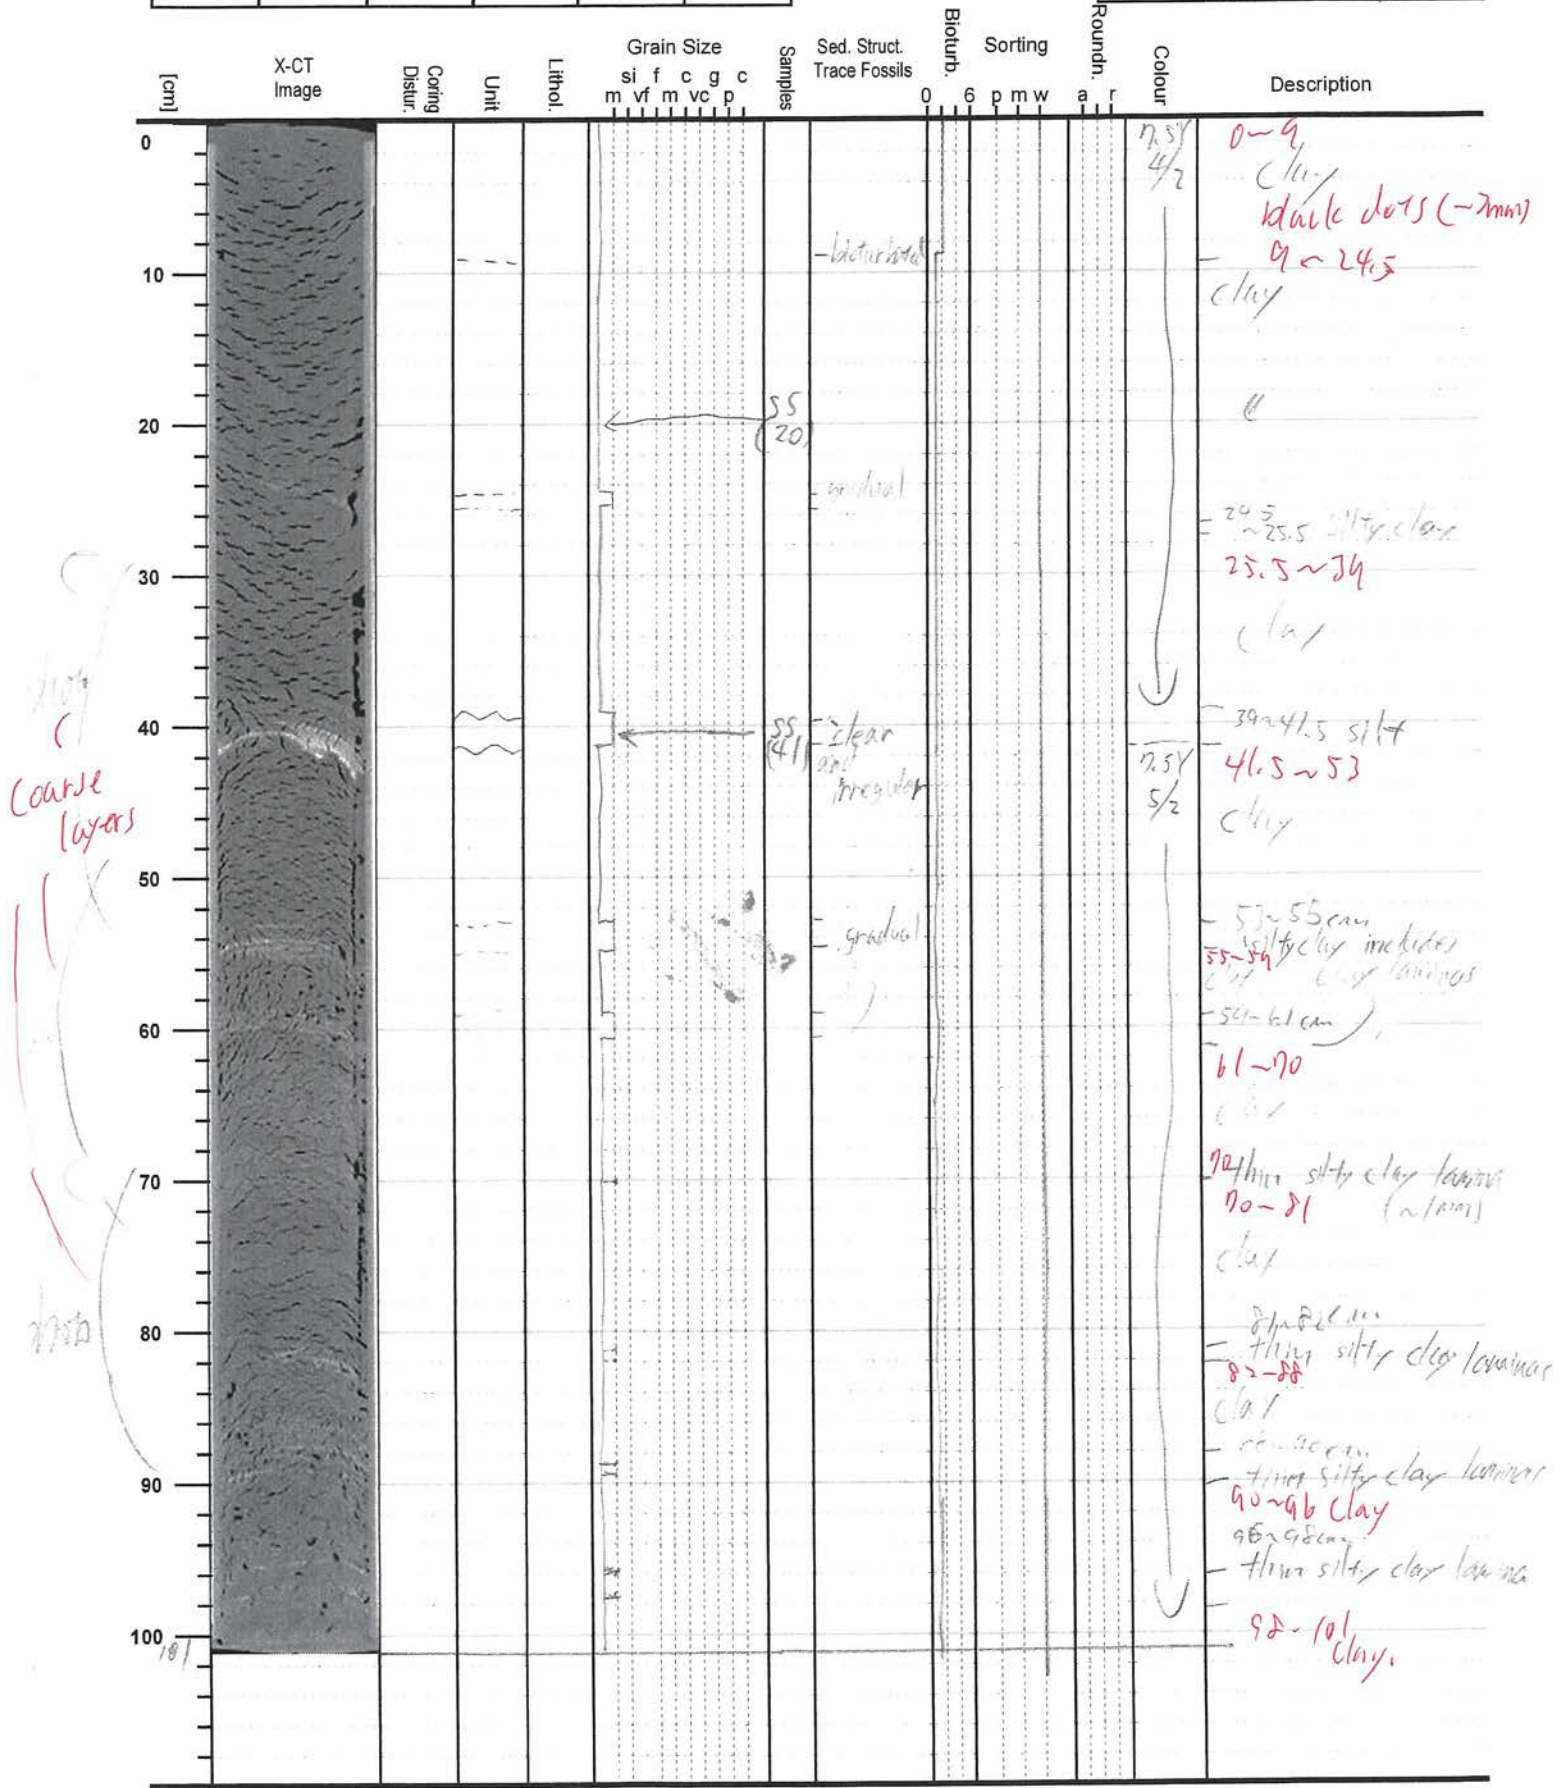 [cm]
X-CT
Image
Coring
Distur.
Unit
Lithol.
Grain Size
si f c g c
m vf m vc p
Samples
Sed. Struct.
Trace Fossils
Bioturb.
0 6
Sorting
p m w
Roundn.
a r
Colour
Description
0
7.5Y
4/2
0~9
clay
black dots (~2mm)
bioturbated
9~24.5
10
clay
SS
(20)
20
gradual
24.5
~25.5 silty clay
25.5~39
30
clay
39~41.5 silt
40
SS
(41)
clear
and
irregular
7.5Y
5/2
41.5~53
clay
coarse
layers
50
53~55cm
silty clay includes
clay laminas
55~59
clay
gradual
59~61cm
60
61~70
clay
70
70 thin silty clay lamina
(~1mm)
70-81
clay
80
81~82cm
thin silty clay laminas
82-88
clay
90
thin silty clay laminas
90~96 clay
96~98cm
thin silty clay lamina
100
101
98-101
clay.